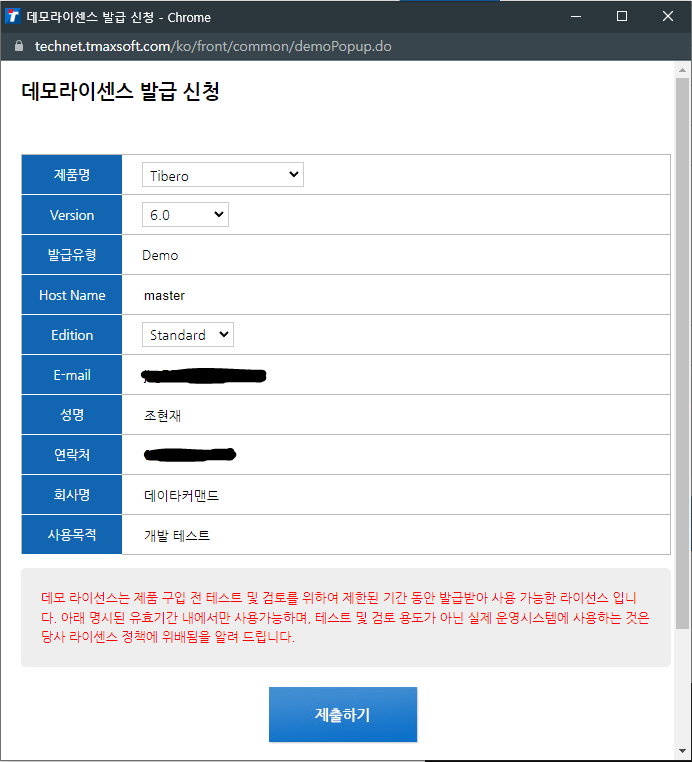 데모라이센스 발급 신청 - Chrome
technet.tmaxsoft.com/ko/front/common/demoPopup.do
데모라이센스 발급 신청
제품명 Tibero
Version 6.0
발급유형 Demo
Host Name master
Edition Standard
E-mail
성명 조현재
연락처
회사명 데이타커맨드
사용목적 개발 테스트
데모 라이선스는 제품 구입 전 테스트 및 검토를 위하여 제한된 기간 동안 발급받아 사용 가능한 라이선스 입니
다. 아래 명시된 유효기간 내에서만 사용가능하며, 테스트 및 검토 용도가 아닌 실제 운영시스템에 사용하는 것은
당사 라이센스 정책에 위배됨을 알려 드립니다.
제출하기